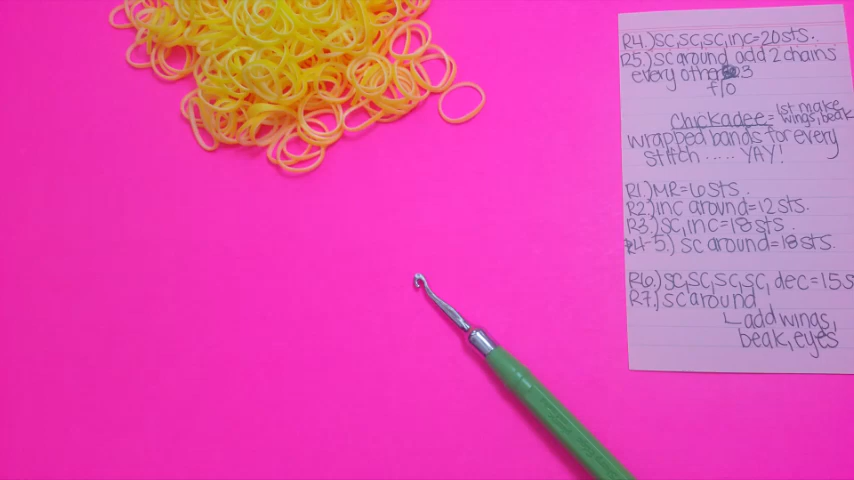 R4.) sc, sc, sc, inc = 20 sts.
R5.) sc around add 2 chains
every other 3
f/o
Chickadee = 1st make
wings, beak
wrapped bands for every
stitch ..... YAY!
R1.) MR = 6 sts.
R2.) inc around = 12 sts.
R3.) sc, inc = 18 sts.
R4-5.) sc around = 18 sts.
R6.) sc, sc, sc, sc, dec = 15 s
R7.) sc around
add wings,
beak, eyes